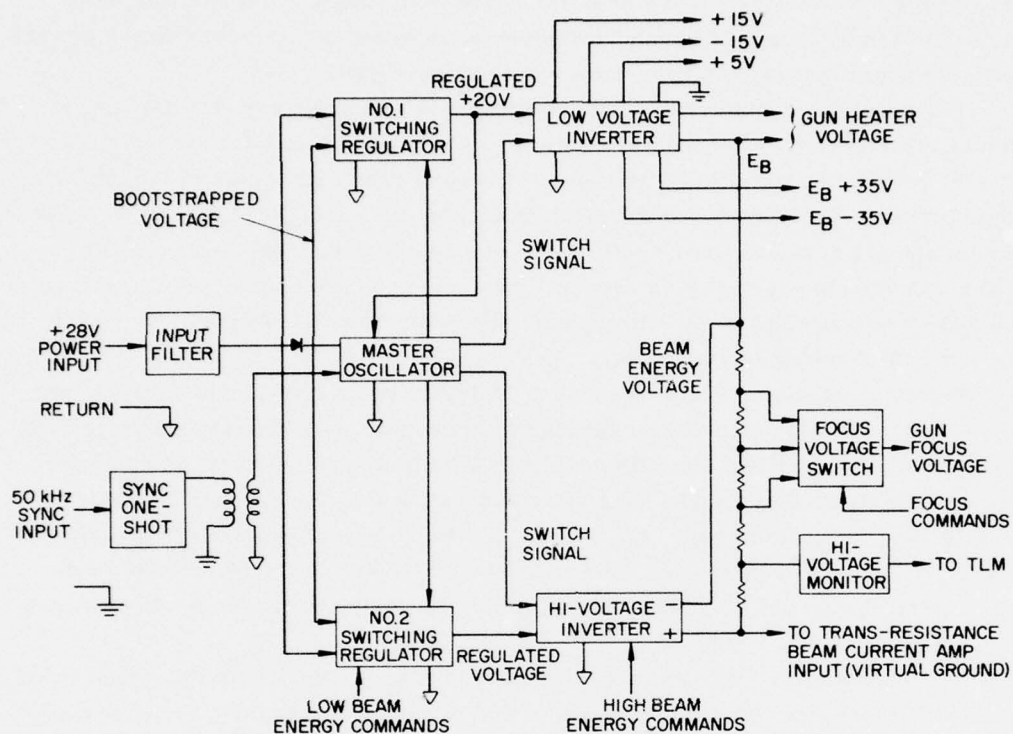 + 15V
- 15V
+ 5V
REGULATED
+20V
NO.1
SWITCHING
REGULATOR
LOW VOLTAGE
INVERTER
GUN HEATER
VOLTAGE
EB
EB + 35V
EB - 35V
BOOTSTRAPPED
VOLTAGE
SWITCH
SIGNAL
+28V
POWER
INPUT
INPUT
FILTER
MASTER
OSCILLATOR
BEAM
ENERGY
VOLTAGE
RETURN
FOCUS
VOLTAGE
SWITCH
GUN
FOCUS
VOLTAGE
50 kHz
SYNC
INPUT
SYNC
ONE-
SHOT
FOCUS
COMMANDS
SWITCH
SIGNAL
HI-
VOLTAGE
MONITOR
TO TLM
NO.2
SWITCHING
REGULATOR
HI-VOLTAGE -
INVERTER +
REGULATED
VOLTAGE
TO TRANS-RESISTANCE
BEAM CURRENT AMP
INPUT (VIRTUAL GROUND)
LOW BEAM
ENERGY COMMANDS
HIGH BEAM
ENERGY COMMANDS